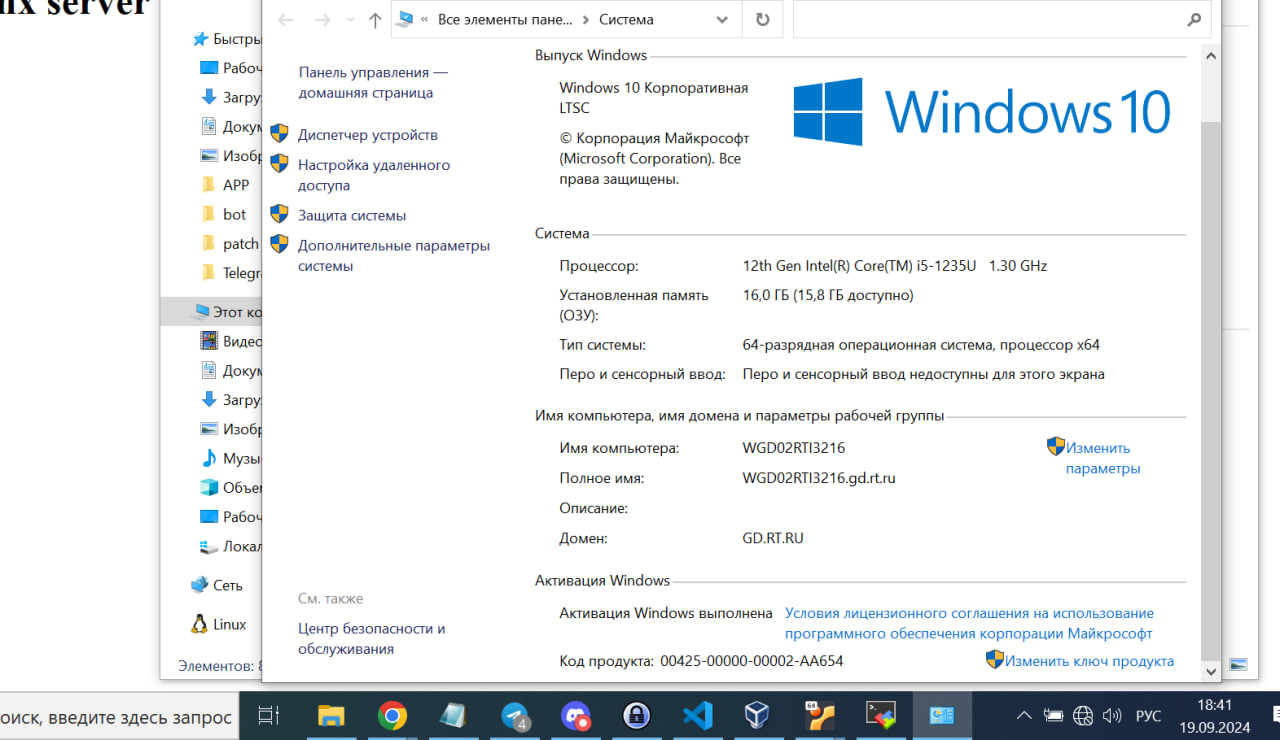 ix server
Все элементы пане...
Система
Быстры
Рабоч
Загру
Докум
Изобр
APP
bot
patch
Telegra
Этот ко
Видео
Докум
Загру
Изобр
Музы
Объем
Рабоч
Локал
Сеть
Linux
Элементов: 8
Панель управления —
домашняя страница
Диспетчер устройств
Настройка удаленного
доступа
Защита системы
Дополнительные параметры
системы
См. также
Центр безопасности и
обслуживания
Выпуск Windows
Windows 10 Корпоративная
LTSC
© Корпорация Майкрософт
(Microsoft Corporation). Все
права защищены.
Windows 10
Система
Процессор: 12th Gen Intel(R) Core(TM) i5-1235U 1.30 GHz
Установленная память 16,0 ГБ (15,8 ГБ доступно)
(ОЗУ):
Тип системы: 64-разрядная операционная система, процессор x64
Перо и сенсорный ввод: Перо и сенсорный ввод недоступны для этого экрана
Имя компьютера, имя домена и параметры рабочей группы
Имя компьютера: WGD02RTI3216
Изменить
параметры
Полное имя: WGD02RTI3216.gd.rt.ru
Описание:
Домен: GD.RT.RU
Активация Windows
Активация Windows выполнена Условия лицензионного соглашения на использование
программного обеспечения корпорации Майкрософт
Код продукта: 00425-00000-00002-AA654 Изменить ключ продукта
оиск, введите здесь запрос
4
64
РУС
18:41
19.09.2024